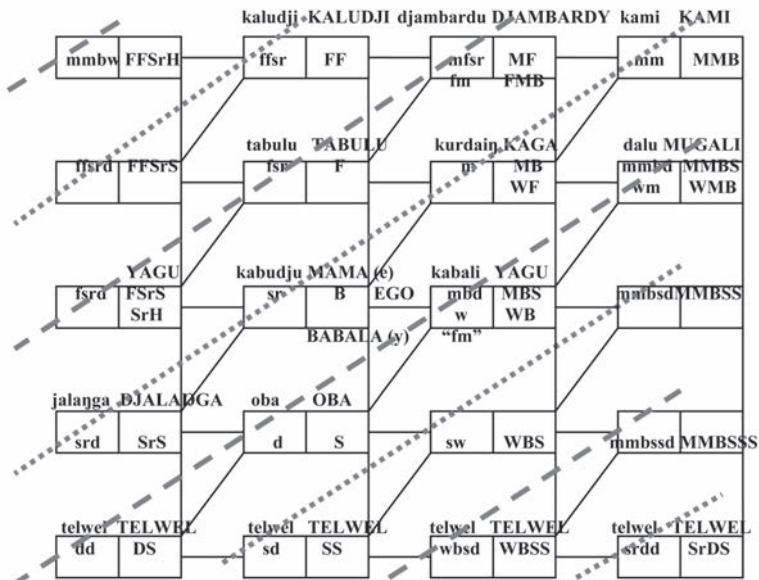 kaludji KALUDJI djambardu DJAMBARDY kami KAMI
mmbw FFSrH ffsr FF mfsr MF mm MMB
fm FMB
tabulu TABULU kurdaiŋ KAGA dalu MUGALI
ffsrd FFSrS fsr F m MB mmbd MMBS
WF wm WMB
YAGU kabudju MAMA (e) kabali YAGU
fsrd FSrS sr B EGO mbd MBS mmbsd MMBSS
SrH w WB
BABALA (y) “fm”
jalaŋga DJALADGA oba OBA
srd SrS d S sw WBS mmbssd MMBSSS
telwel TELWEL telwel TELWEL telwel TELWEL telwel TELWEL
dd DS sd SS wbsd WBSS srdd SrDS